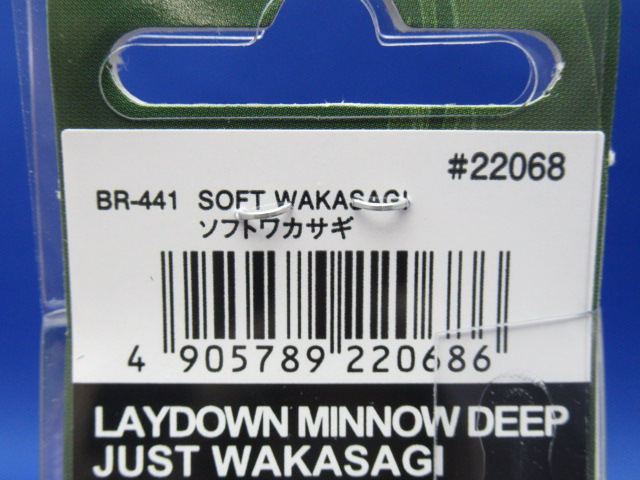 #22068
BR-441 SOFT WAKASAGI
ソフトワカサギ
4 905789 220686
LAYDOWN MINNOW DEEP
JUST WAKASAGI